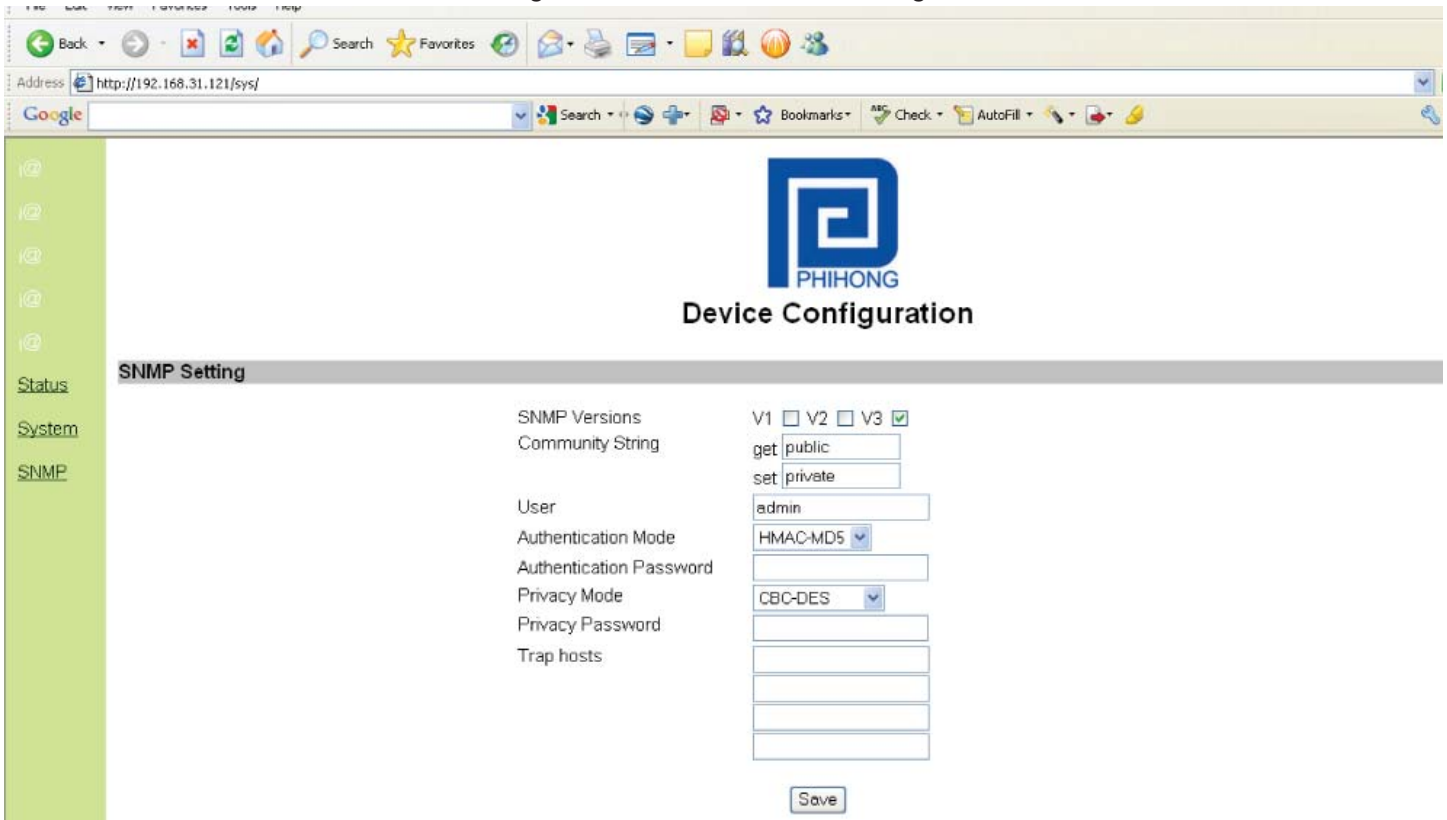 Back Search Favorites
Address http://192.168.31.121/sys/
Google Search Bookmarks Check AutoFill
PHIHONG
Device Configuration
SNMP Setting
Status
System
SNMP
SNMP Versions V1 V2 V3
Community String get public
set private
User admin
Authentication Mode HMAC-MD5
Authentication Password
Privacy Mode CBC-DES
Privacy Password
Trap hosts
Save